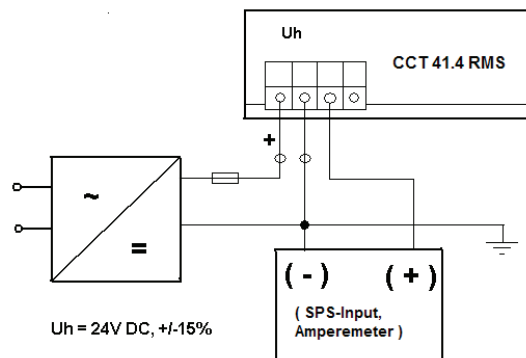 Uh
CCT 41.4 RMS
+
~
=
(-) (+)
( SPS-Input,
Amperemeter )
Uh = 24V DC, +/-15%